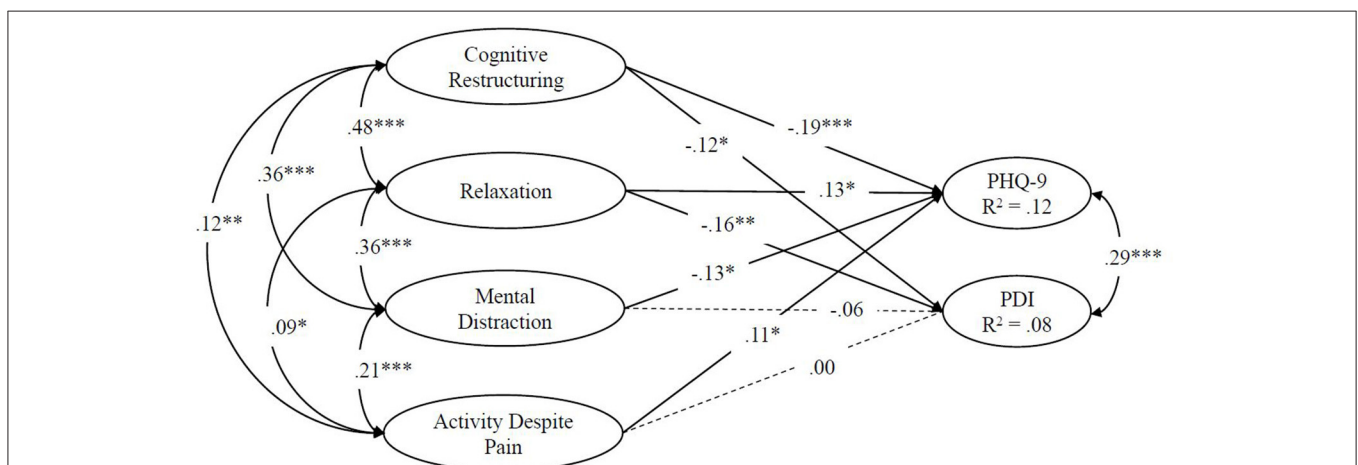 Cognitive
Restructuring
.48***
-.19***
-.12*
.36***
Relaxation
.13*
PHQ-9
R² = .12
.12**
-.16**
.36***
-.13*
.29***
Mental
Distraction
-.06
PDI
R² = .08
.09*
.11*
.21***
.00
Activity Despite
Pain